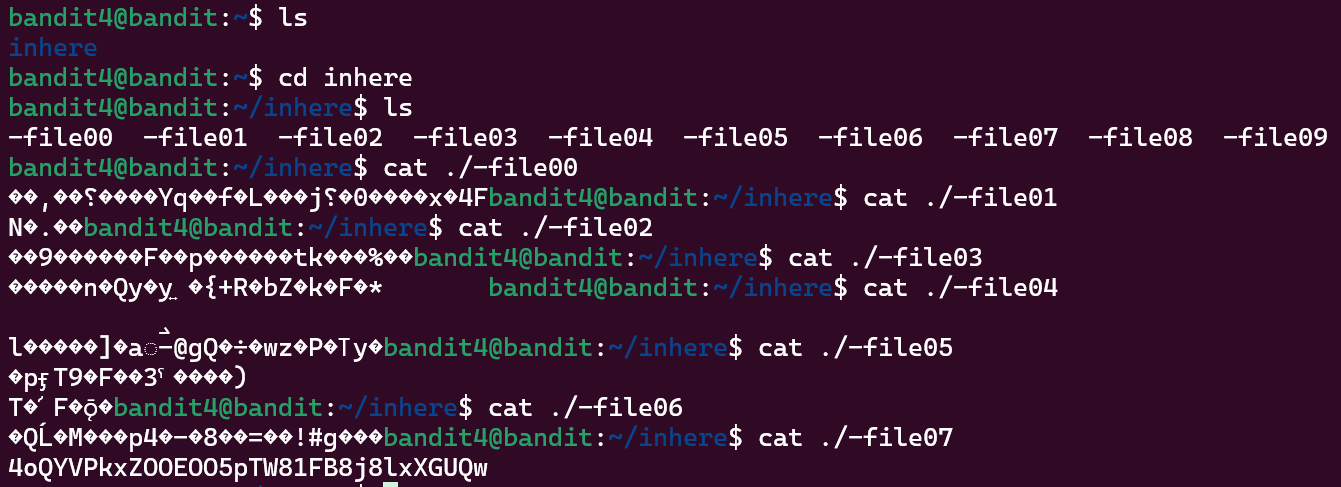 bandit4@bandit:~$ ls
inhere
bandit4@bandit:~$ cd inhere
bandit4@bandit:~/inhere$ ls
-file00  -file01  -file02  -file03  -file04  -file05  -file06  -file07  -file08  -file09
bandit4@bandit:~/inhere$ cat ./-file00
��,��؟����Yq��f�L���j؟�0����x�4Fbandit4@bandit:~/inhere$ cat ./-file01
N�.��bandit4@bandit:~/inhere$ cat ./-file02
��9������F��p������tk���%��bandit4@bandit:~/inhere$ cat ./-file03
�����n�Qy�y �{+R�bZ�k�F�*       bandit4@bandit:~/inhere$ cat ./-file04
l�����]�a-@gQ�÷�wz�P�Ty�bandit4@bandit:~/inhere$ cat ./-file05
�p T9�F��3 ����)
T� F� �bandit4@bandit:~/inhere$ cat ./-file06
�QĹ�M���p4�-�8��=��!#g���bandit4@bandit:~/inhere$ cat ./-file07
4oQYVPkxZOOEOO5pTW81FB8j8lxXGUQw